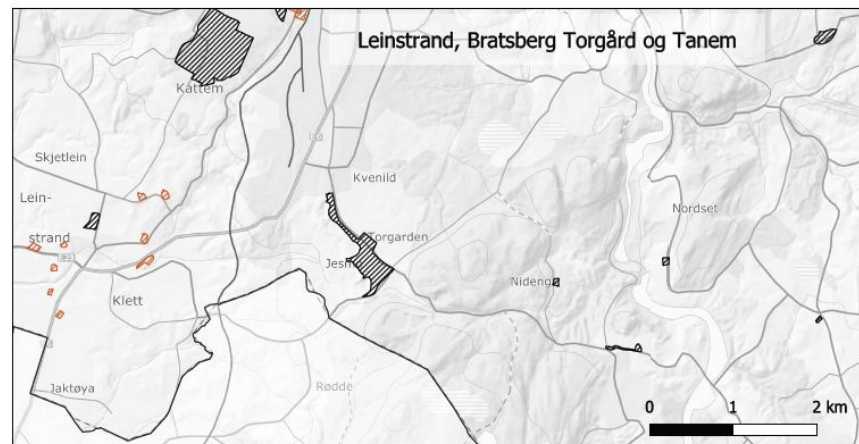 Leinstrand, Bratsberg Torgård og Tanem
Kattem
Skjetlein
Kvenild
Lein-
strand
Nordset
Torgarden
Nideng
Klett
Jaktøya
Rødde
0 1 2 km